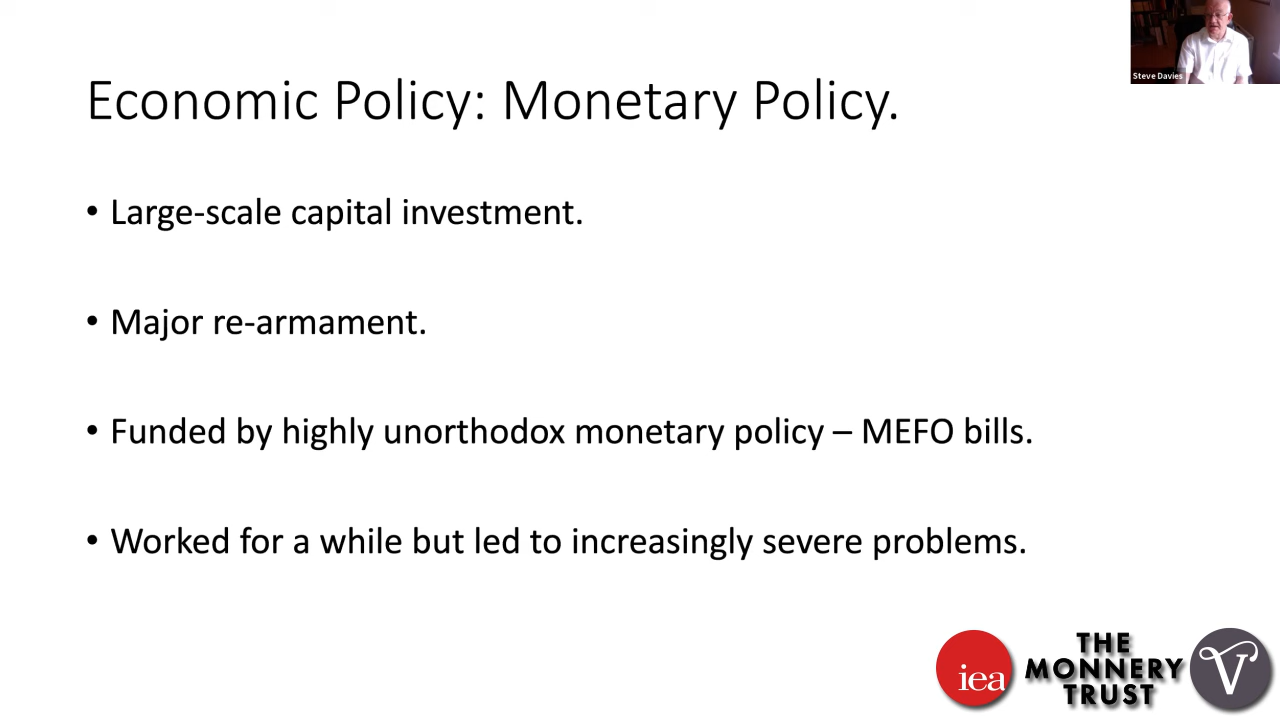 Steve Davies
Economic Policy: Monetary Policy.
• Large-scale capital investment.
• Major re-armament.
• Funded by highly unorthodox monetary policy – MEFO bills.
• Worked for a while but led to increasingly severe problems.
iea
THE
MONNERY
TRUST
V